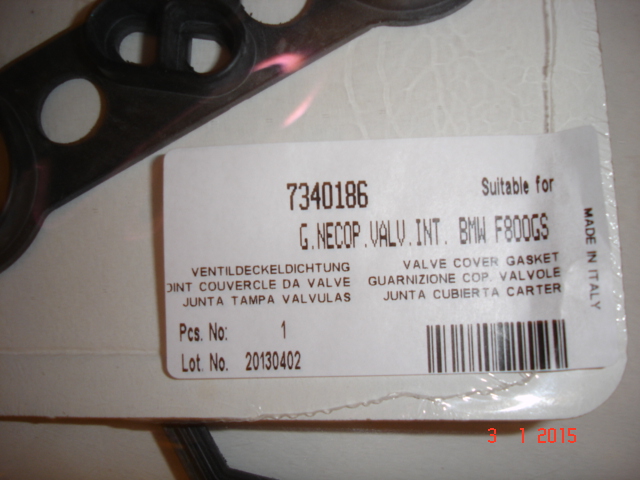 7340186 Suitable for
G.NECOP.VALV.INT. BMW F800GS
VENTILDECKELDICHTUNG VALVE COVER GASKET
OINT COUVERCLE DA VALVE GUARNIZIONE COP. VALVOLE
JUNTA TAMPA VALVULAS JUNTA CUBIERTA CARTER
Pcs. No: 1
Lot. No. 20130402
MADE IN ITALY
3 1 2015